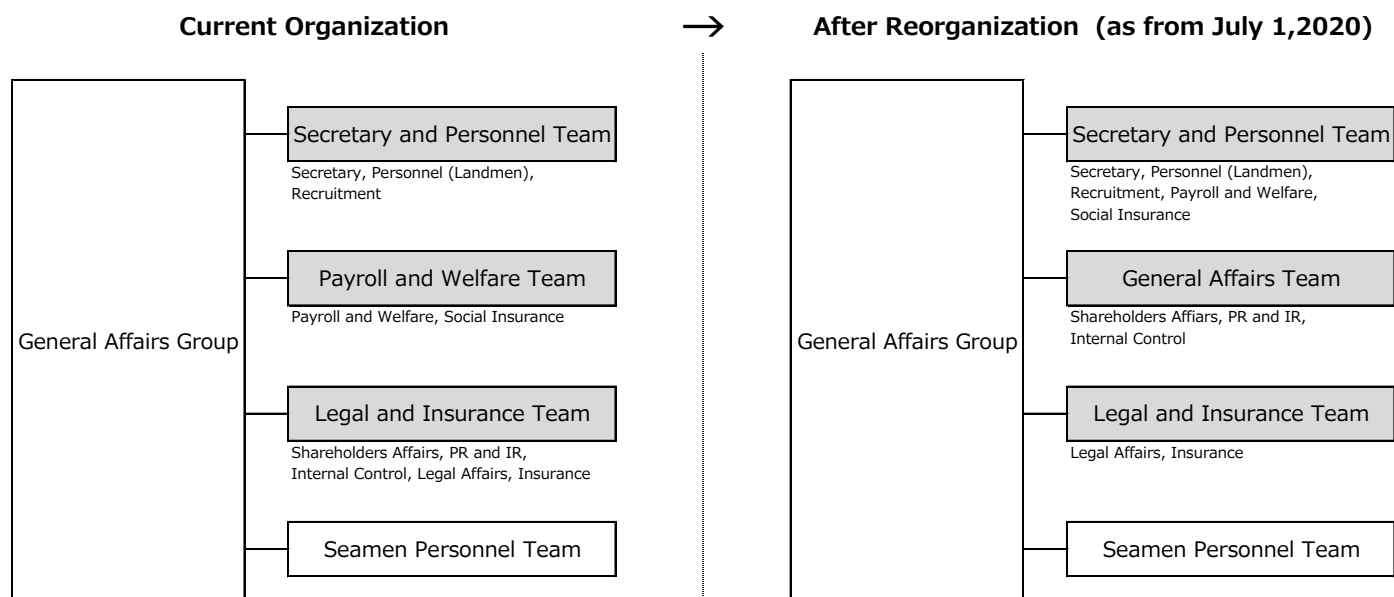 Current Organization
→
After Reorganization (as from July 1,2020)
General Affairs Group
Secretary and Personnel Team
Secretary, Personnel (Landmen),
Recruitment
Payroll and Welfare Team
Payroll and Welfare, Social Insurance
Legal and Insurance Team
Shareholders Affairs, PR and IR,
Internal Control, Legal Affairs, Insurance
Seamen Personnel Team
General Affairs Group
Secretary and Personnel Team
Secretary, Personnel (Landmen),
Recruitment, Payroll and Welfare,
Social Insurance
General Affairs Team
Shareholders Affiars, PR and IR,
Internal Control
Legal and Insurance Team
Legal Affairs, Insurance
Seamen Personnel Team